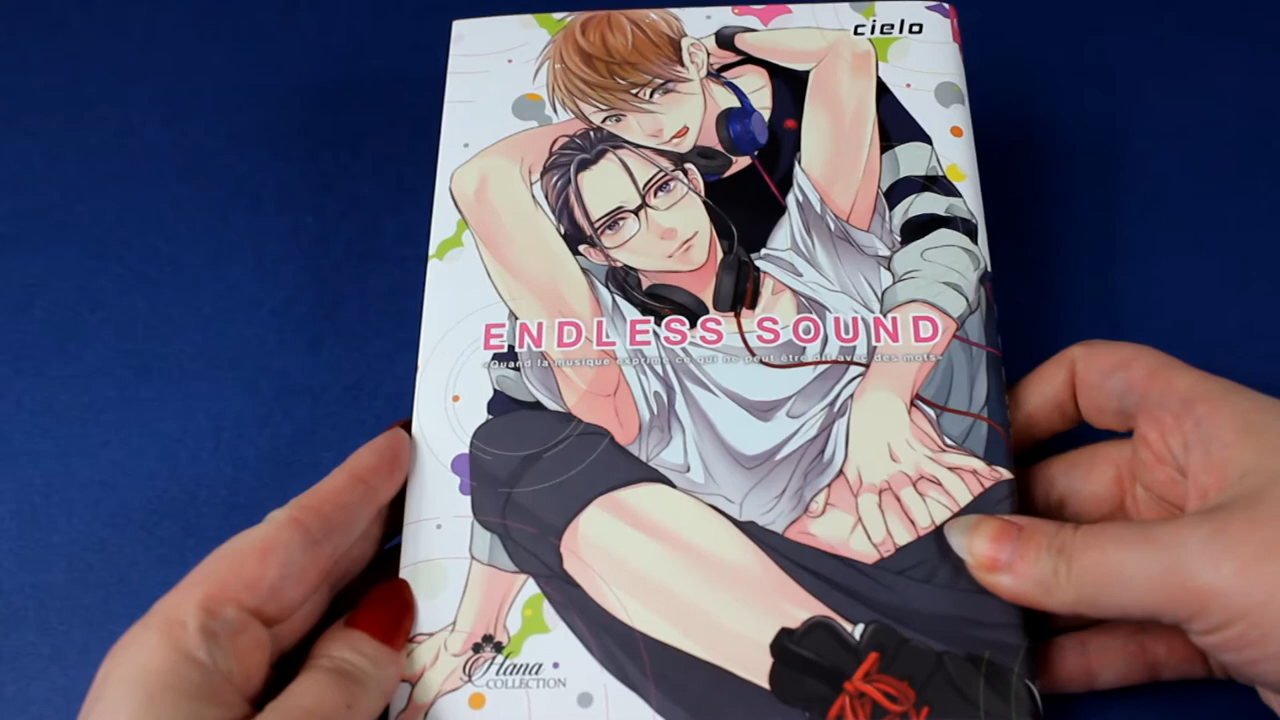 cielo
ENDLESS SOUND
«Quand la musique exprime ce qui ne peut être dit avec des mots»
Hana
COLLECTION